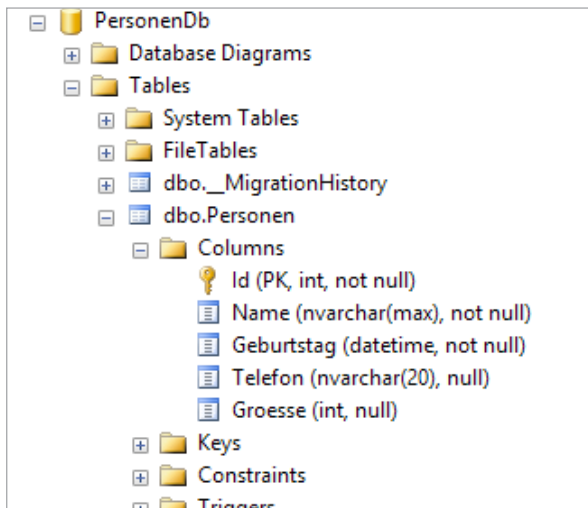 PersonenDb
Database Diagrams
Tables
System Tables
FileTables
dbo.__MigrationHistory
dbo.Personen
Columns
Id (PK, int, not null)
Name (nvarchar(max), not null)
Geburtstag (datetime, not null)
Telefon (nvarchar(20), null)
Groesse (int, null)
Keys
Constraints
Triggers